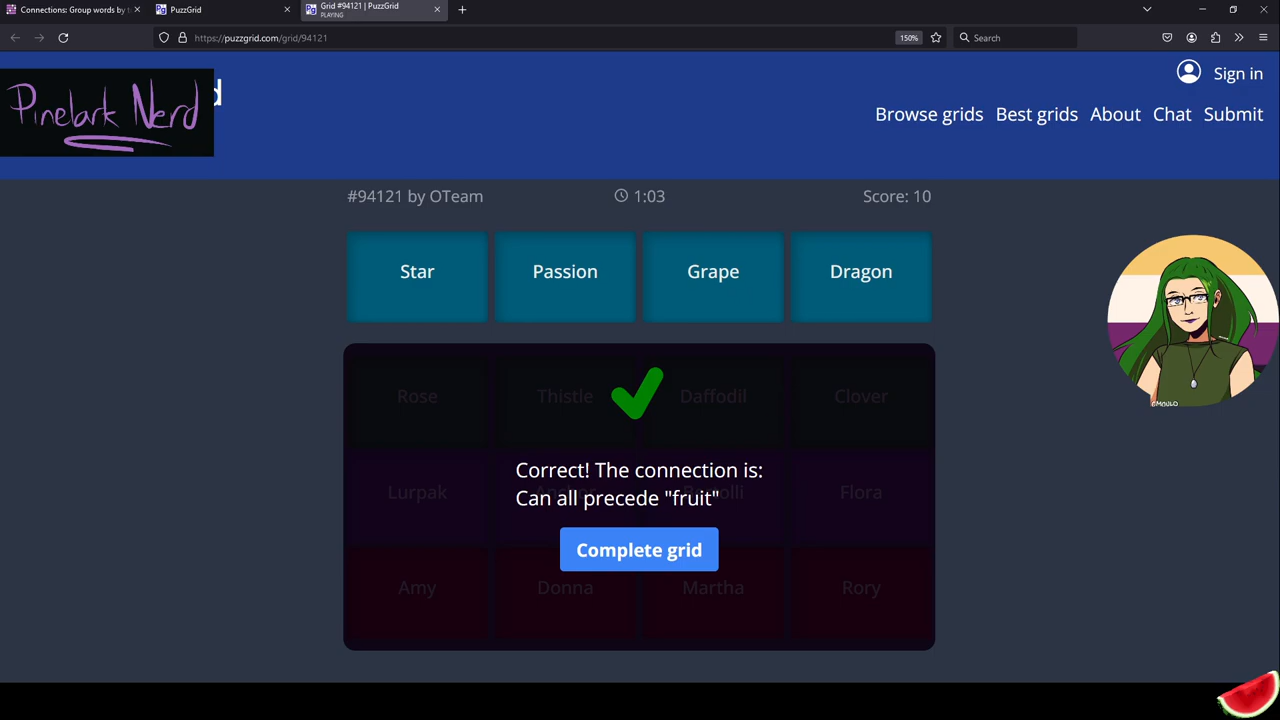 Connections: Group words by
PuzzGrid
Grid #94121 | PuzzGrid
PLAYING
https://puzzgrid.com/grid/94121
150%
Search
Pinelark Nerd
d
Sign in
Browse grids Best grids About Chat Submit
#94121 by OTeam 1:03 Score: 10
Star Passion Grape Dragon
Rose Thistle Daffodil Clover
Correct! The connection is:
Lurpak Flora
Can all precede "fruit"
Complete grid
Amy Donna Martha Rory